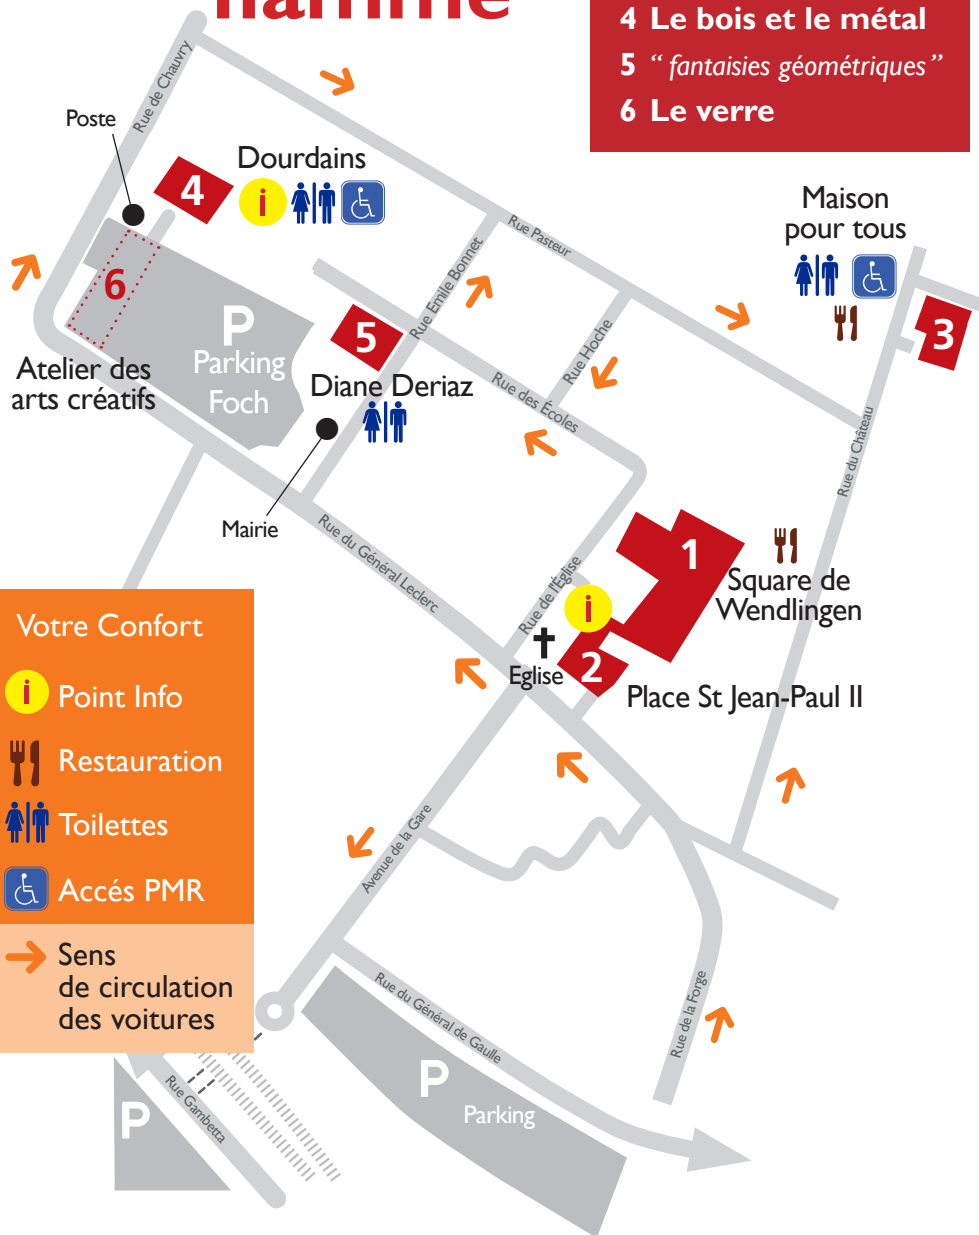 flamme
4 Le bois et le métal
5 “ fantaisies géométriques ”
6 Le verre
Rue de Chauvry
Poste
Dourdains
4
i
Maison
pour tous
Rue Pasteur
Rue Emile Bonnet
6
P
Parking
Foch
5
Rue Hoche
3
Atelier des
arts créatifs
Diane Deriaz
Rue des Écoles
Rue du Château
Mairie
Rue du Général Leclerc
1
Square de
Wendlingen
Rue de l'Église
i
Eglise
2
Place St Jean-Paul II
Votre Confort
i Point Info
Restauration
Toilettes
Accés PMR
Sens
de circulation
des voitures
Avenue de la Gare
Rue du Général de Gaulle
Rue de la Forge
P
Parking
Rue Gambetta
P